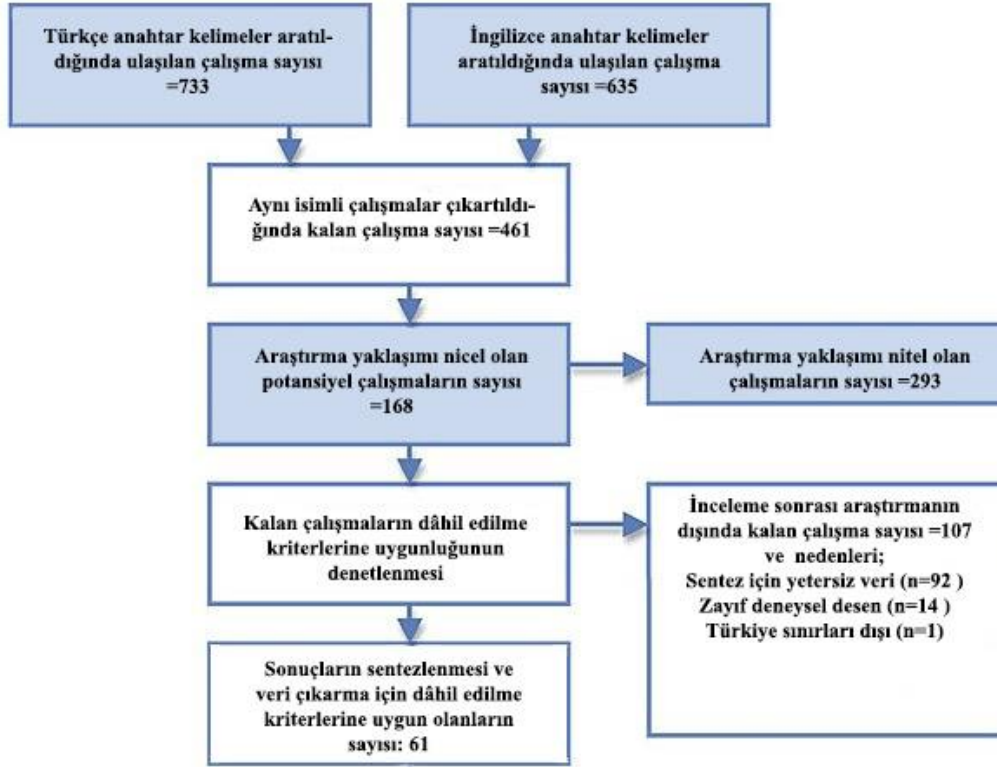 Türkçe anahtar kelimeler aratıl-
dığında ulaşılan çalışma sayısı
=733
İngilizce anahtar kelimeler
aratıldığında ulaşılan çalışma
sayısı =635
Aynı isimli çalışmalar çıkartıldı-
ğında kalan çalışma sayısı =461
Araştırma yaklaşımı nicel olan
potansiyel çalışmaların sayısı
=168
Araştırma yaklaşımı nitel olan
çalışmaların sayısı =293
Kalan çalışmaların dâhil edilme
kriterlerine uygunluğunun
denetlenmesi
İnceleme sonrası araştırmanın
dışında kalan çalışma sayısı =107
ve nedenleri;
Sentez için yetersiz veri (n=92 )
Zayıf deneysel desen (n=14 )
Türkiye sınırları dışı (n=1)
Sonuçların sentezlenmesi ve
veri çıkarma için dâhil edilme
kriterlerine uygun olanların
sayısı: 61